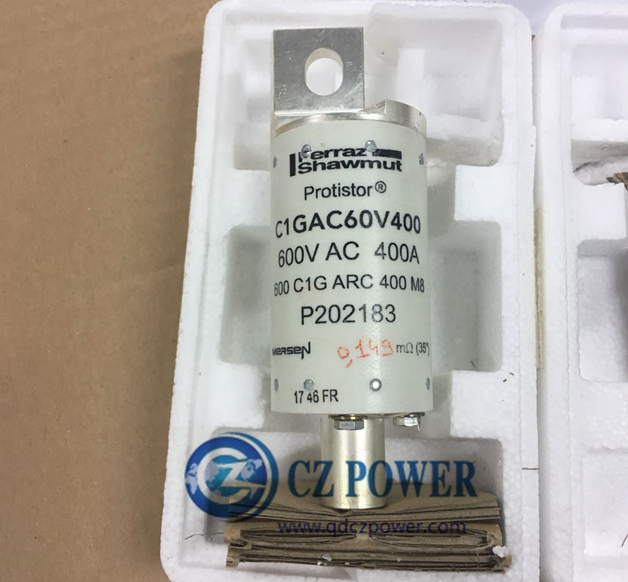 Ferraz
Shawmut
Protistor®
C1GAC60V400
600V AC 400A
600 C1G ARC 400 M8
P202183
MERSEN 0,149 mΩ (35°)
17 46 FR
CZ POWER
www.qdczpower.com